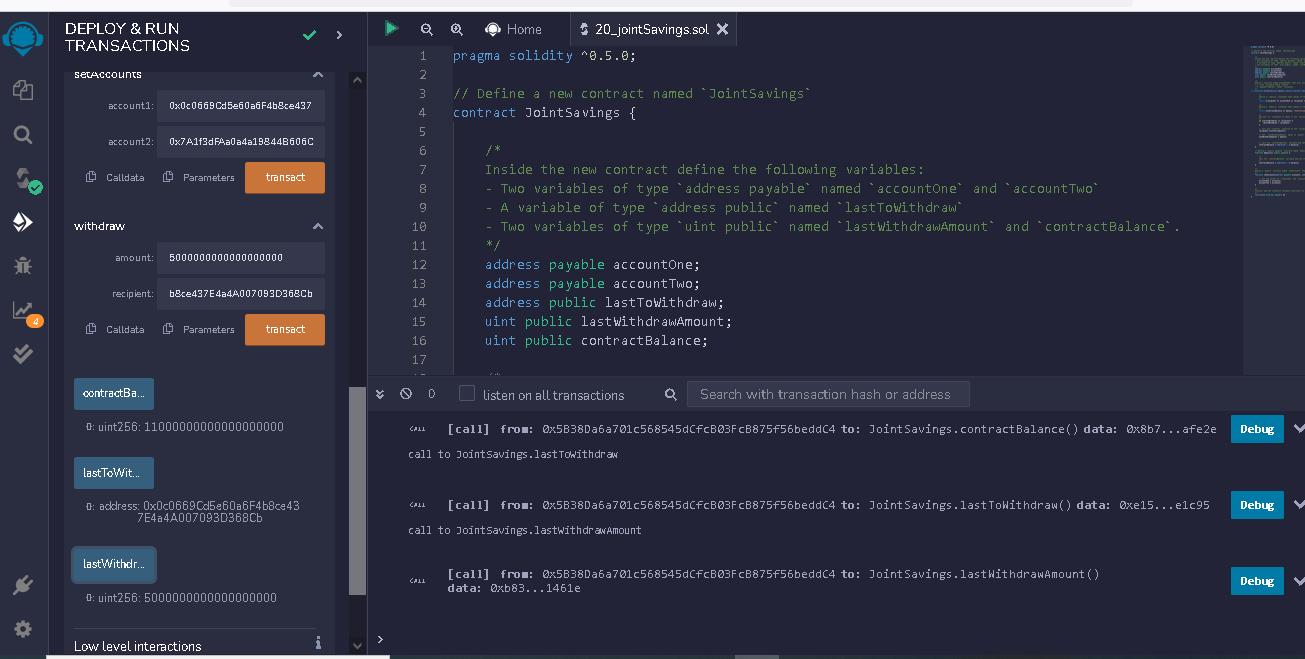 DEPLOY & RUN
TRANSACTIONS
setAccounts
account1: 0x0c0669Cd5e60a6F4b8ce437
account2: 0x7A1f3dFAa0a4a19844B606C
Calldata Parameters transact
withdraw
amount: 5000000000000000000
recipient: b8ce437E4a4A007093D368Cb
Calldata Parameters transact
contractBa...
0: uint256: 11000000000000000000
lastToWit...
0: address: 0x0c0669Cd5e60a6F4b8ce43
7E4a4A007093D368Cb
lastWithdr...
0: uint256: 5000000000000000000
Low level interactions
i
4
Home 20_jointSavings.sol
1 pragma solidity ^0.5.0;
2
3 // Define a new contract named `JointSavings`
4 contract JointSavings {
5
6 /*
7 Inside the new contract define the following variables:
8 - Two variables of type `address payable` named `accountOne` and `accountTwo`
9 - A variable of type `address public` named `lastToWithdraw`
10 - Two variables of type `uint public` named `lastWithdrawAmount` and `contractBalance`.
11 */
12 address payable accountOne;
13 address payable accountTwo;
14 address public lastToWithdraw;
15 uint public lastWithdrawAmount;
16 uint public contractBalance;
17
0 listen on all transactions Search with transaction hash or address
CALL [call] from: 0x5B38Da6a701c568545dCfcB03FcB875f56beddC4 to: JointSavings.contractBalance() data: 0x8b7...afe2e Debug
call to JointSavings.lastToWithdraw
CALL [call] from: 0x5B38Da6a701c568545dCfcB03FcB875f56beddC4 to: JointSavings.lastToWithdraw() data: 0xe15...e1c95 Debug
call to JointSavings.lastWithdrawAmount
CALL [call] from: 0x5B38Da6a701c568545dCfcB03FcB875f56beddC4 to: JointSavings.lastWithdrawAmount()
data: 0xb83...1461e Debug
>